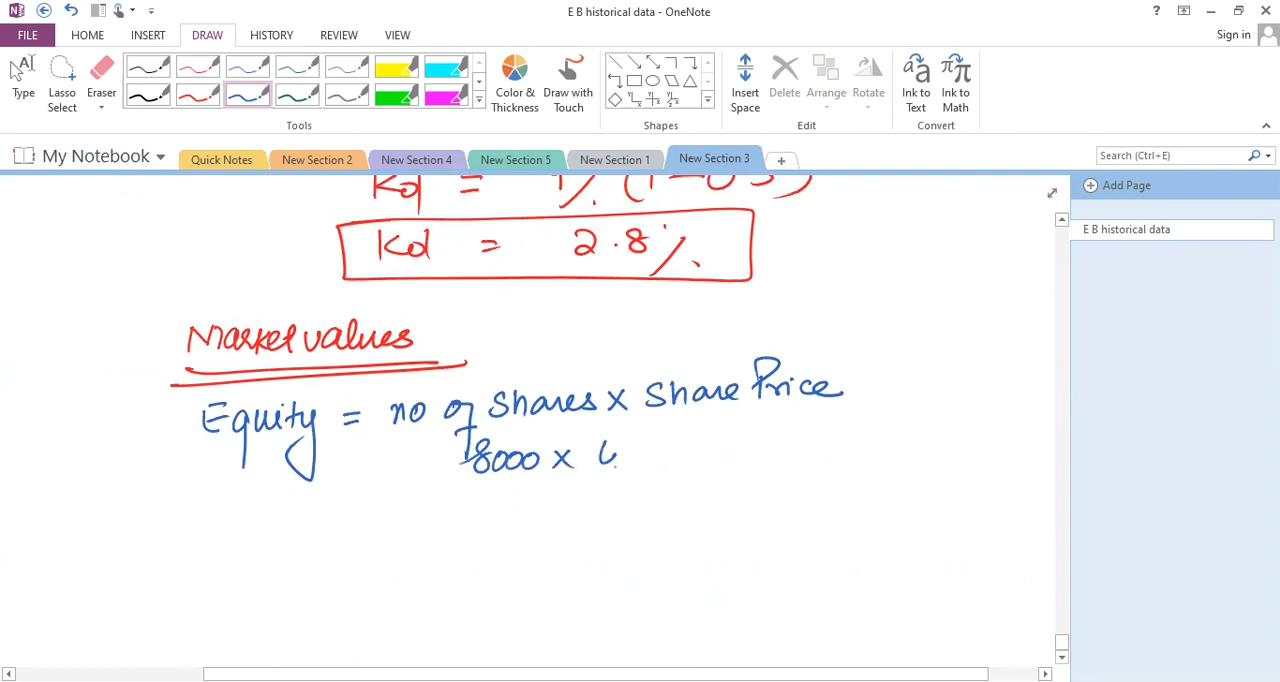 E B historical data - OneNote
Sign in
FILE HOME INSERT DRAW HISTORY REVIEW VIEW
Type Lasso Select Eraser Color & Thickness Draw with Touch Insert Space Delete Arrange Rotate Ink to Text Ink to Math
Tools Shapes Edit Convert
My Notebook Quick Notes New Section 2 New Section 4 New Section 5 New Section 1 New Section 3 Search (Ctrl+E)
Add Page
E B historical data
Kd =
Kd = 2.8%
Market values
Equity = no of shares x Share Price
8000 x